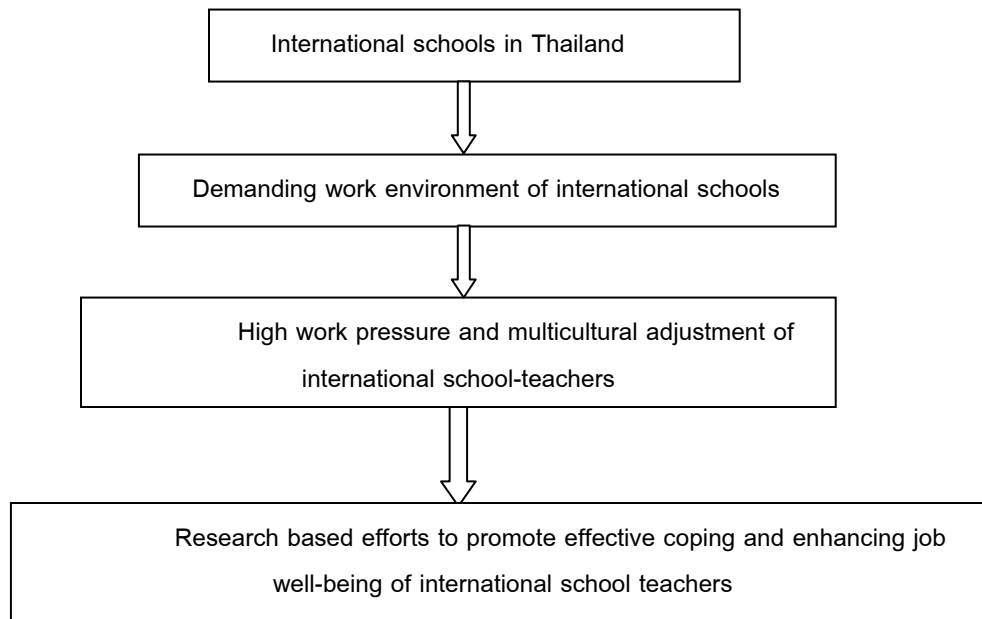 International schools in Thailand
Demanding work environment of international schools
High work pressure and multicultural adjustment of
international school-teachers
Research based efforts to promote effective coping and enhancing job
well-being of international school teachers